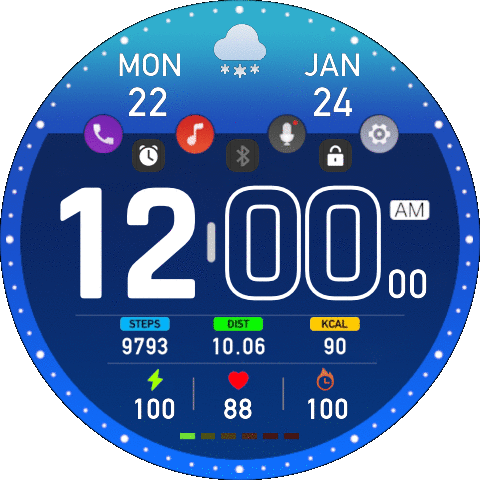 MON JAN
22 24
12 00 AM
00
STEPS DIST KCAL
9793 10.06 90
100 88 100